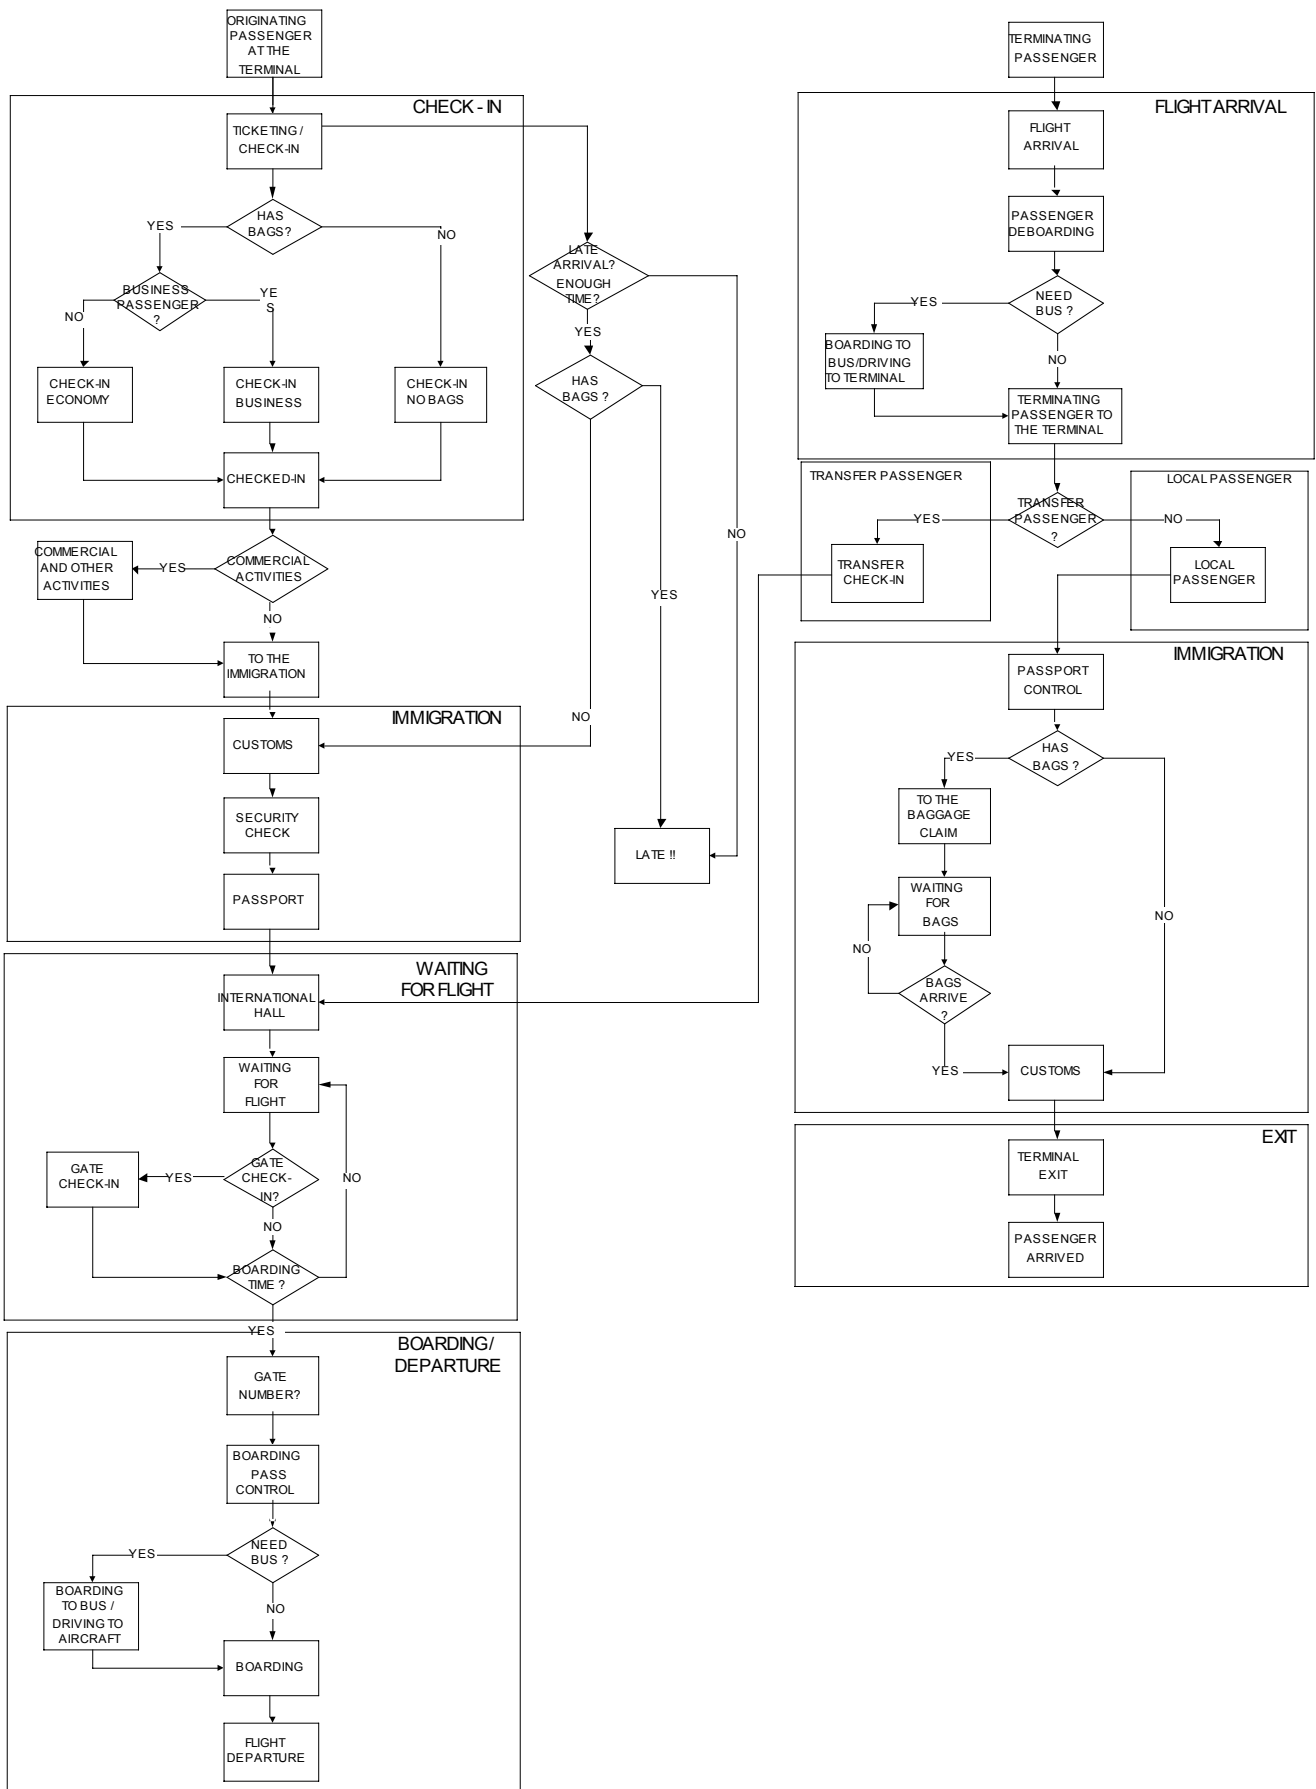 ORIGINATING
PASSENGER
AT THE
TERMINAL
CHECK - IN
TICKETING /
CHECK-IN
HAS
BAGS?
YES
NO
BUSINESS
PASSENGER
?
YE
S
NO
CHECK-IN
ECONOMY
CHECK-IN
BUSINESS
CHECK-IN
NO BAGS
CHECKED-IN
LATE
ARRIVAL?
ENOUGH
TIME?
YES
HAS
BAGS ?
NO
YES
NO
LATE !!
COMMERCIAL
AND OTHER
ACTIVITIES
YES
COMMERCIAL
ACTIVITIES
NO
TO THE
IMMIGRATION
IMMIGRATION
CUSTOMS
SECURITY
CHECK
PASSPORT
WAITING
FOR FLIGHT
INTERNATIONAL
HALL
WAITING
FOR
FLIGHT
GATE
CHECK-IN
YES
GATE
CHECK-
IN?
NO
NO
BOARDING
TIME ?
YES
BOARDING/
DEPARTURE
GATE
NUMBER?
BOARDING
PASS
CONTROL
NEED
BUS ?
YES
NO
BOARDING
TO BUS /
DRIVING TO
AIRCRAFT
BOARDING
FLIGHT
DEPARTURE
TERMINATING
PASSENGER
FLIGHT ARRIVAL
FLIGHT
ARRIVAL
PASSENGER
DEBOARDING
NEED
BUS ?
YES
NO
BOARDING TO
BUS/DRIVING
TO TERMINAL
TERMINATING
PASSENGER TO
THE TERMINAL
TRANSFER PASSENGER
LOCAL PASSENGER
TRANSFER
PASSENGER
?
YES
NO
TRANSFER
CHECK-IN
LOCAL
PASSENGER
IMMIGRATION
PASSPORT
CONTROL
HAS
BAGS ?
YES
NO
TO THE
BAGGAGE
CLAIM
WAITING
FOR
BAGS
NO
BAGS
ARRIVE
?
YES
CUSTOMS
EXIT
TERMINAL
EXIT
PASSENGER
ARRIVED